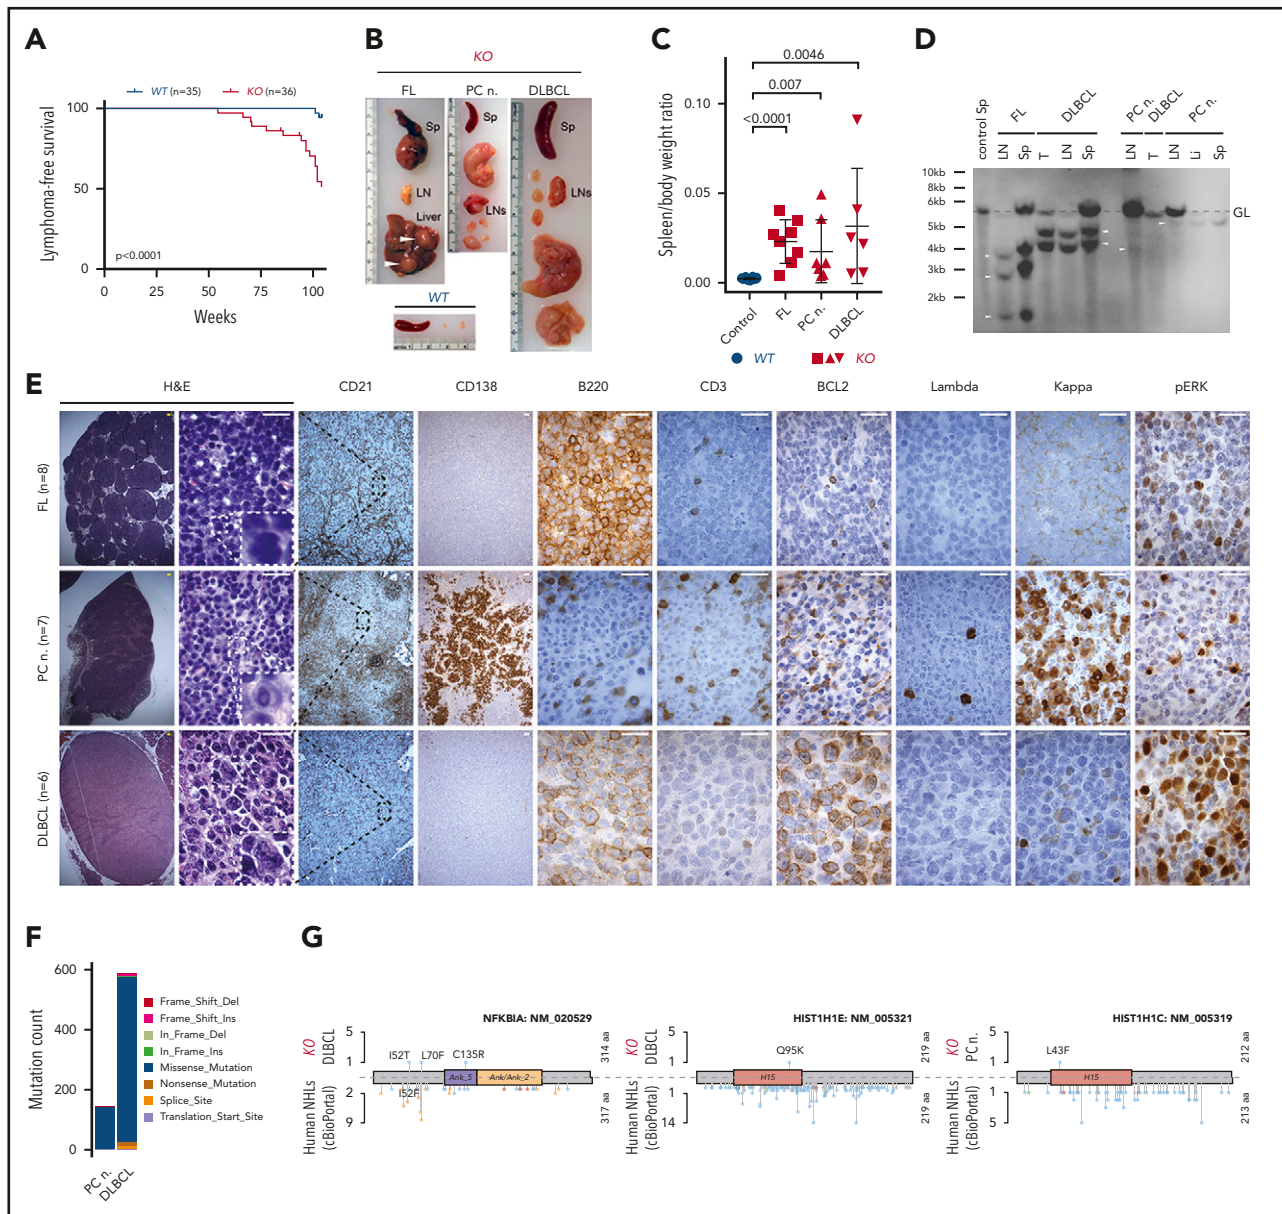 A
WT (n=35)
KO (n=36)
Lymphoma-free survival
100
50
0
p<0.0001
0
25
50
75
100
Weeks
B
KO
FL
PC n.
DLBCL
Sp
LN
Liver
Sp
LNs
Sp
LNs
WT
C
Spleen/body weight ratio
0.10
0.05
0.00
0.0046
0.007
<0.0001
Control
FL
PC n.
DLBCL
WT
KO
D
control Sp
FL
DLBCL
PC n.
DLBCL
PC n.
LN
Sp
T
LN
Sp
LN
T
LN
Li
Sp
10kb
8kb
6kb
5kb
4kb
3kb
2kb
GL
E
H&E
CD21
CD138
B220
CD3
BCL2
Lambda
Kappa
pERK
FL (n=8)
PC n. (n=7)
DLBCL (n=6)
F
Mutation count
600
400
200
0
PC n.
DLBCL
Frame_Shift_Del
Frame_Shift_Ins
In_Frame_Del
In_Frame_Ins
Missense_Mutation
Nonsense_Mutation
Splice_Site
Translation_Start_Site
G
NFKBIA: NM_020529
KO
DLBCL
5
1
I52T
L70F
C135R
314 aa
Ank_5
Ank/Ank_2
I52F
Human NHLs
(cBioPortal)
2
9
317 aa
HIST1H1E: NM_005321
KO
DLBCL
5
1
Q95K
219 aa
H15
Human NHLs
(cBioPortal)
1
14
219 aa
HIST1H1C: NM_005319
KO
PC n.
5
1
L43F
212 aa
H15
Human NHLs
(cBioPortal)
1
5
213 aa